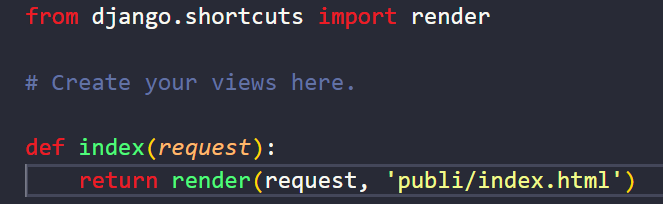 from django.shortcuts import render
# Create your views here.
def index(request):
    return render(request, 'publi/index.html')